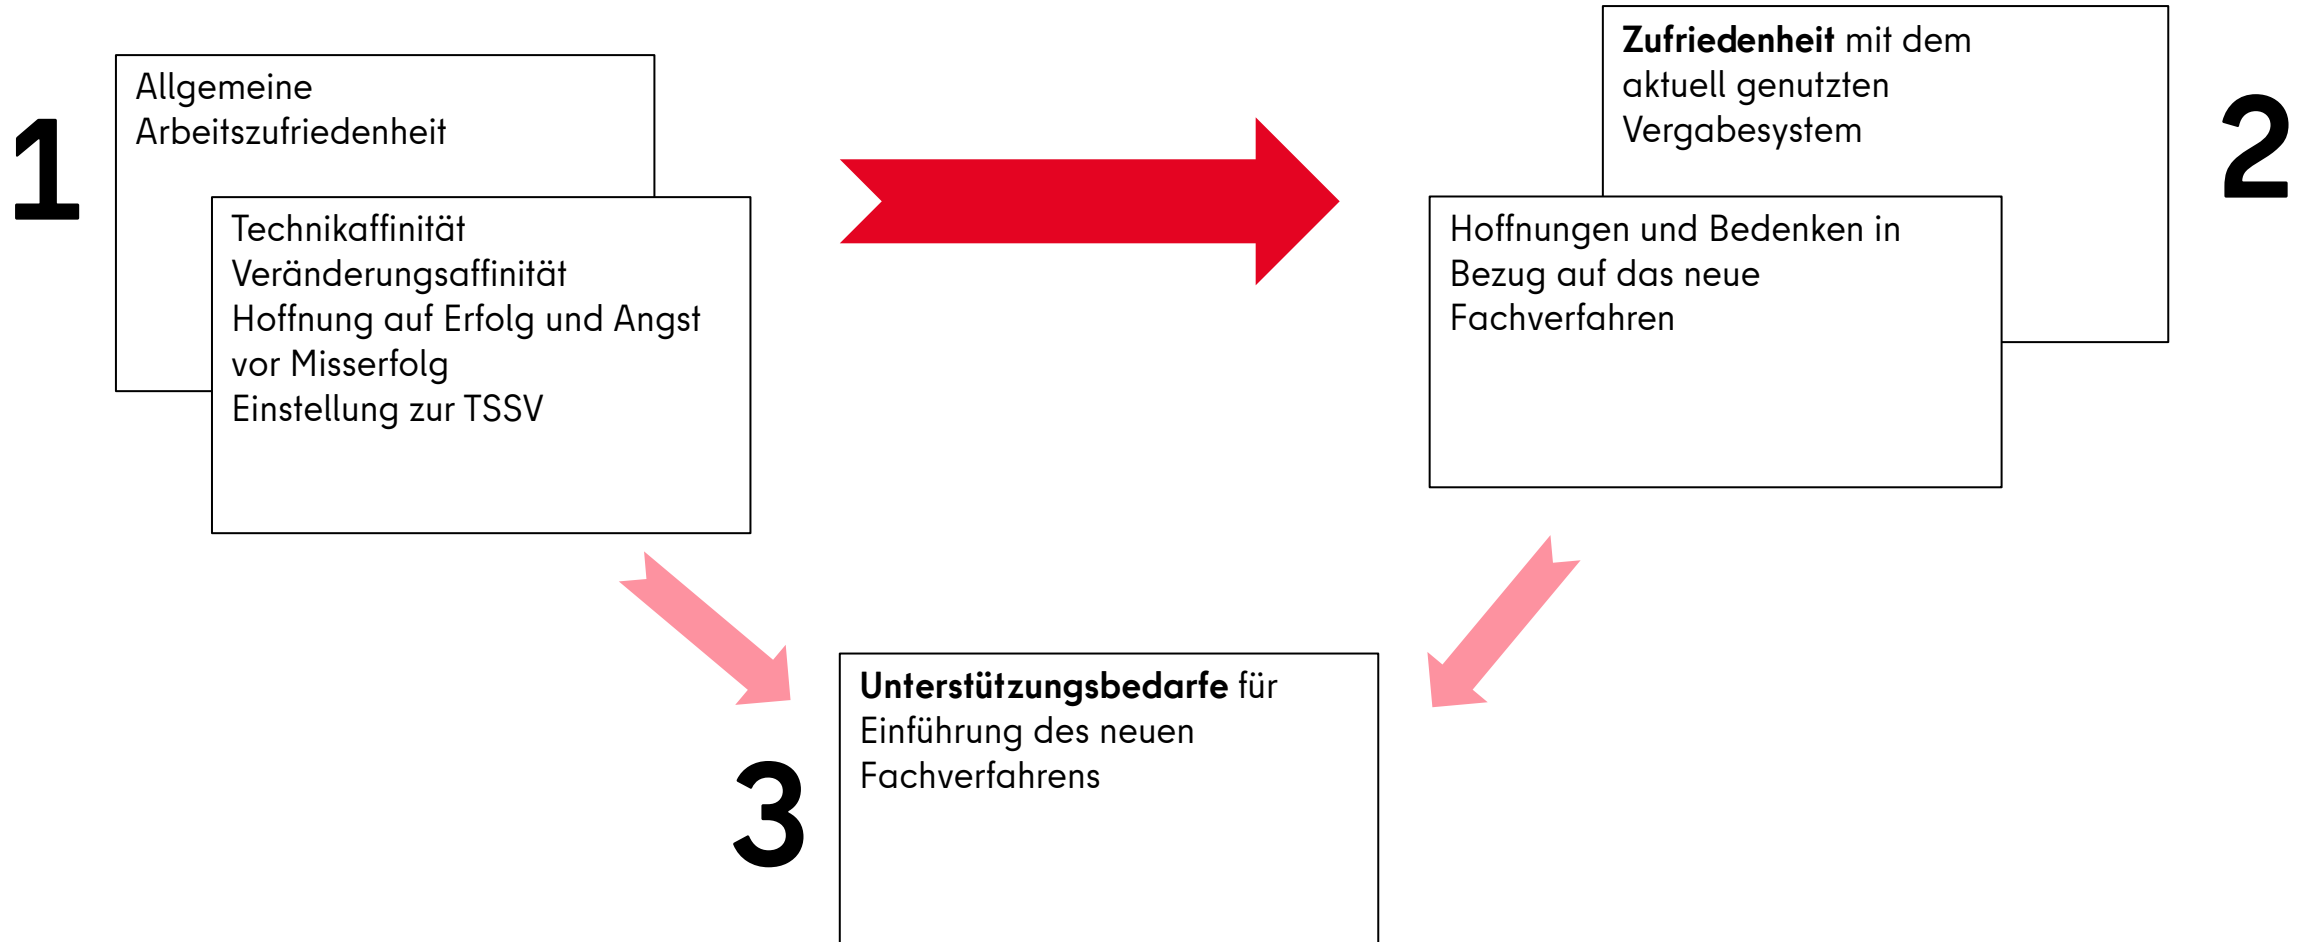 1
Allgemeine
Arbeitszufriedenheit
Technikaffinität
Veränderungsaffinität
Hoffnung auf Erfolg und Angst
vor Misserfolg
Einstellung zur TSSV
2
Zufriedenheit mit dem
aktuell genutzten
Vergabesystem
Hoffnungen und Bedenken in
Bezug auf das neue
Fachverfahren
3
Unterstützungsbedarfe für
Einführung des neuen
Fachverfahrens